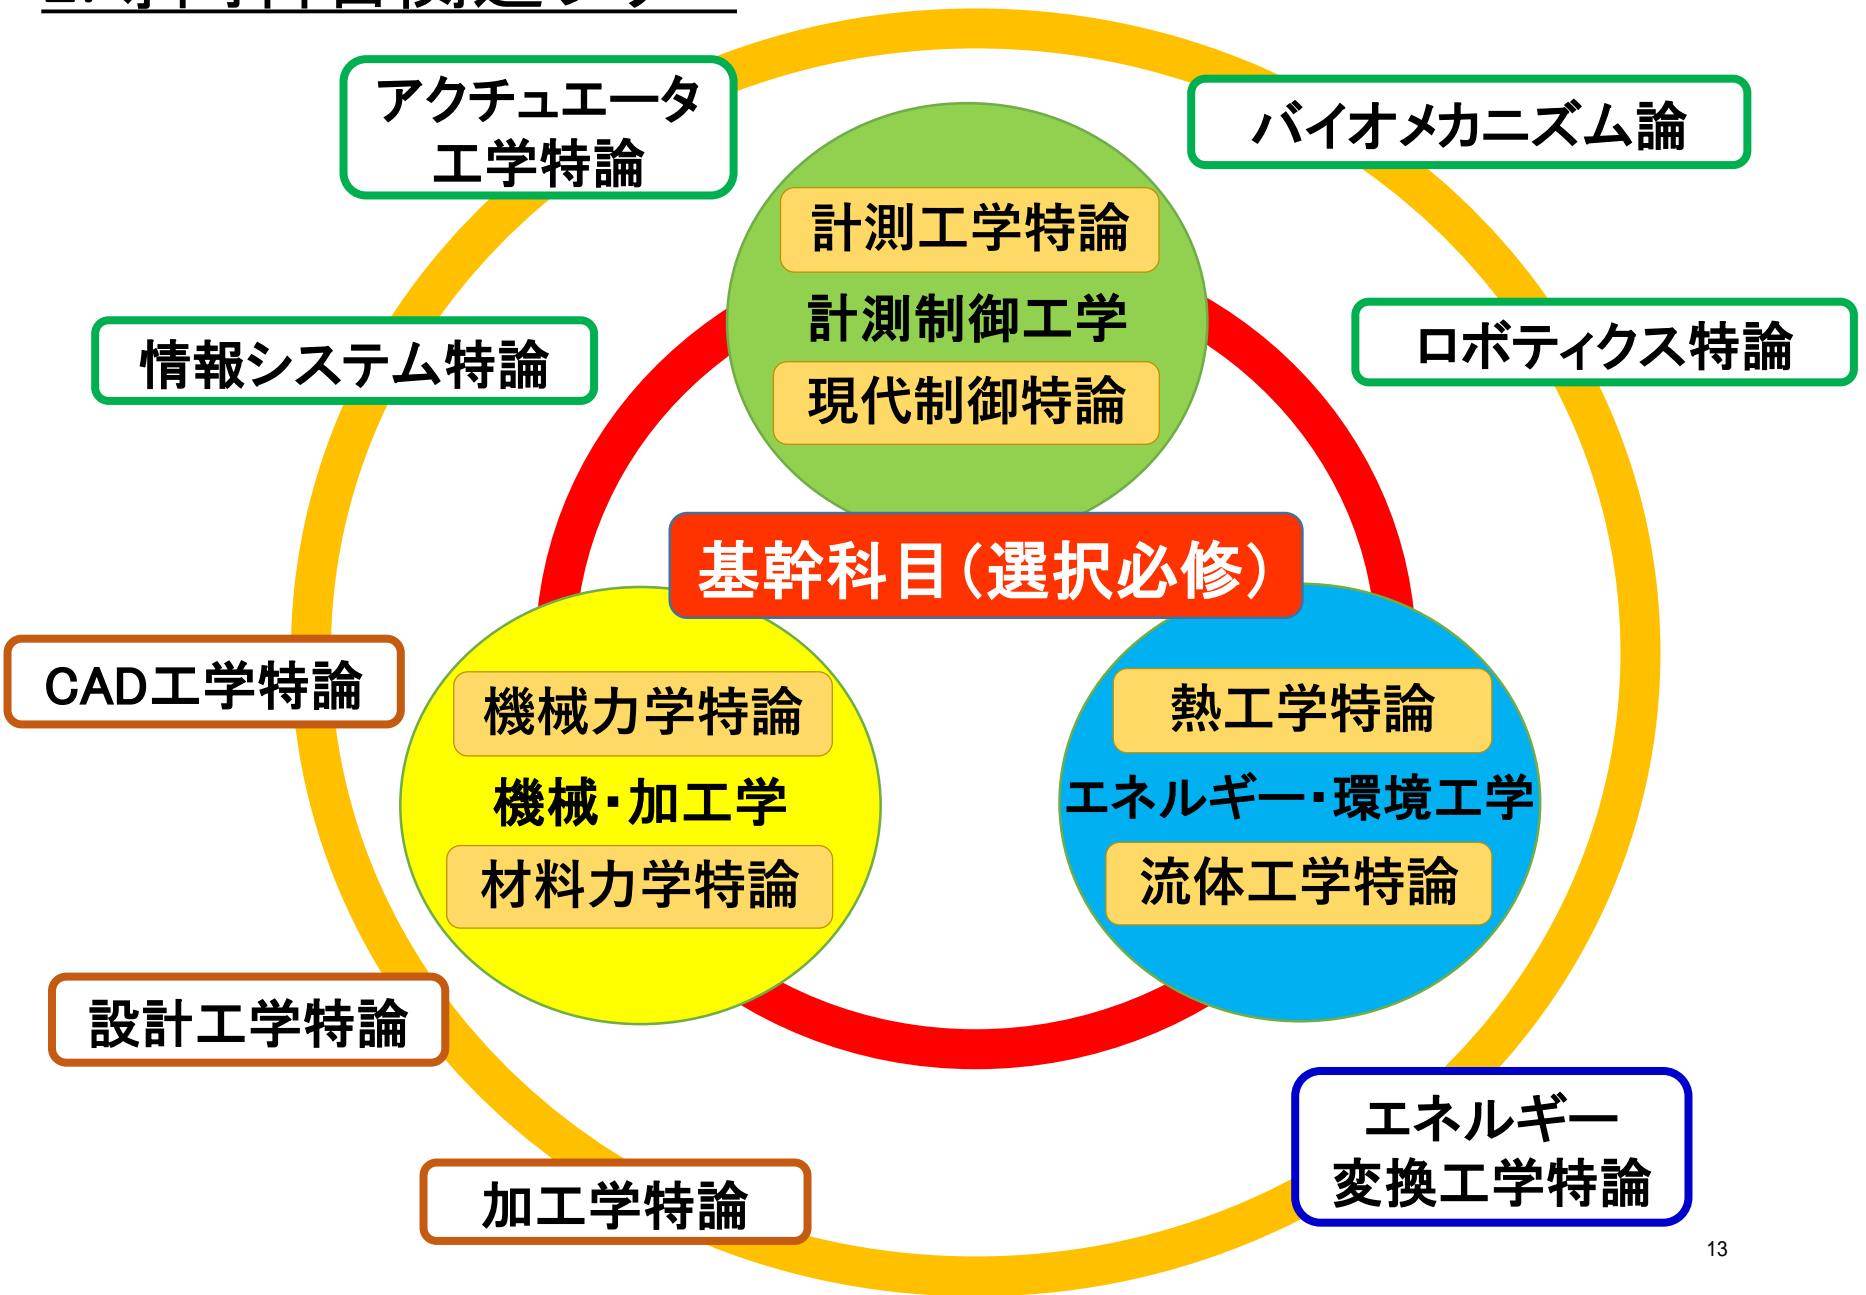 アクチュエータ
工学特論
バイオメカニズム論
計測工学特論
計測制御工学
現代制御特論
情報システム特論
ロボティクス特論
基幹科目(選択必修)
CAD工学特論
機械力学特論
機械・加工学
材料力学特論
熱工学特論
エネルギー・環境工学
流体工学特論
設計工学特論
加工学特論
エネルギー
変換工学特論
13